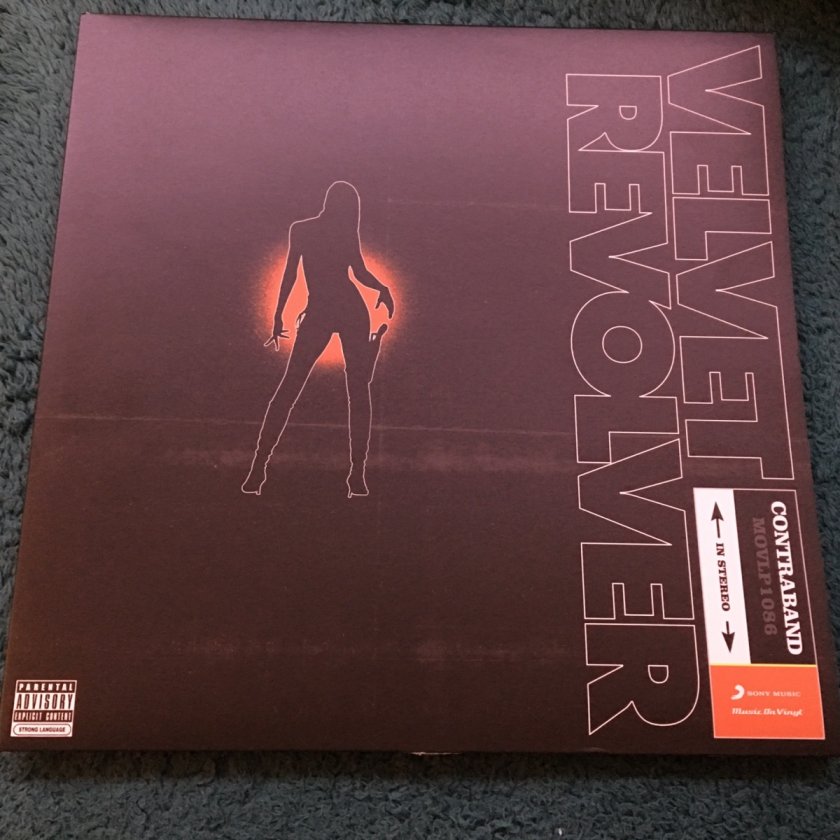 VELVET
REVOLVER
CONTRABAND
MOVLP1086
IN STEREO
SONY MUSIC
Music On Vinyl
PARENTAL
ADVISORY
EXPLICIT CONTENT
STRONG LANGUAGE